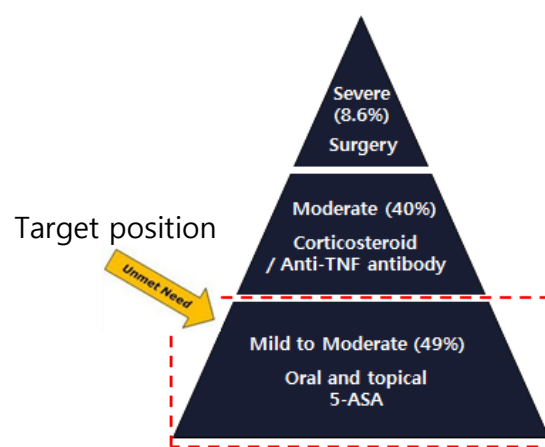 Severe
(8.6%)
Surgery
Moderate (40%)
Corticosteroid
/ Anti-TNF antibody
Target position
Unmet Need
Mild to Moderate (49%)
Oral and topical
5-ASA